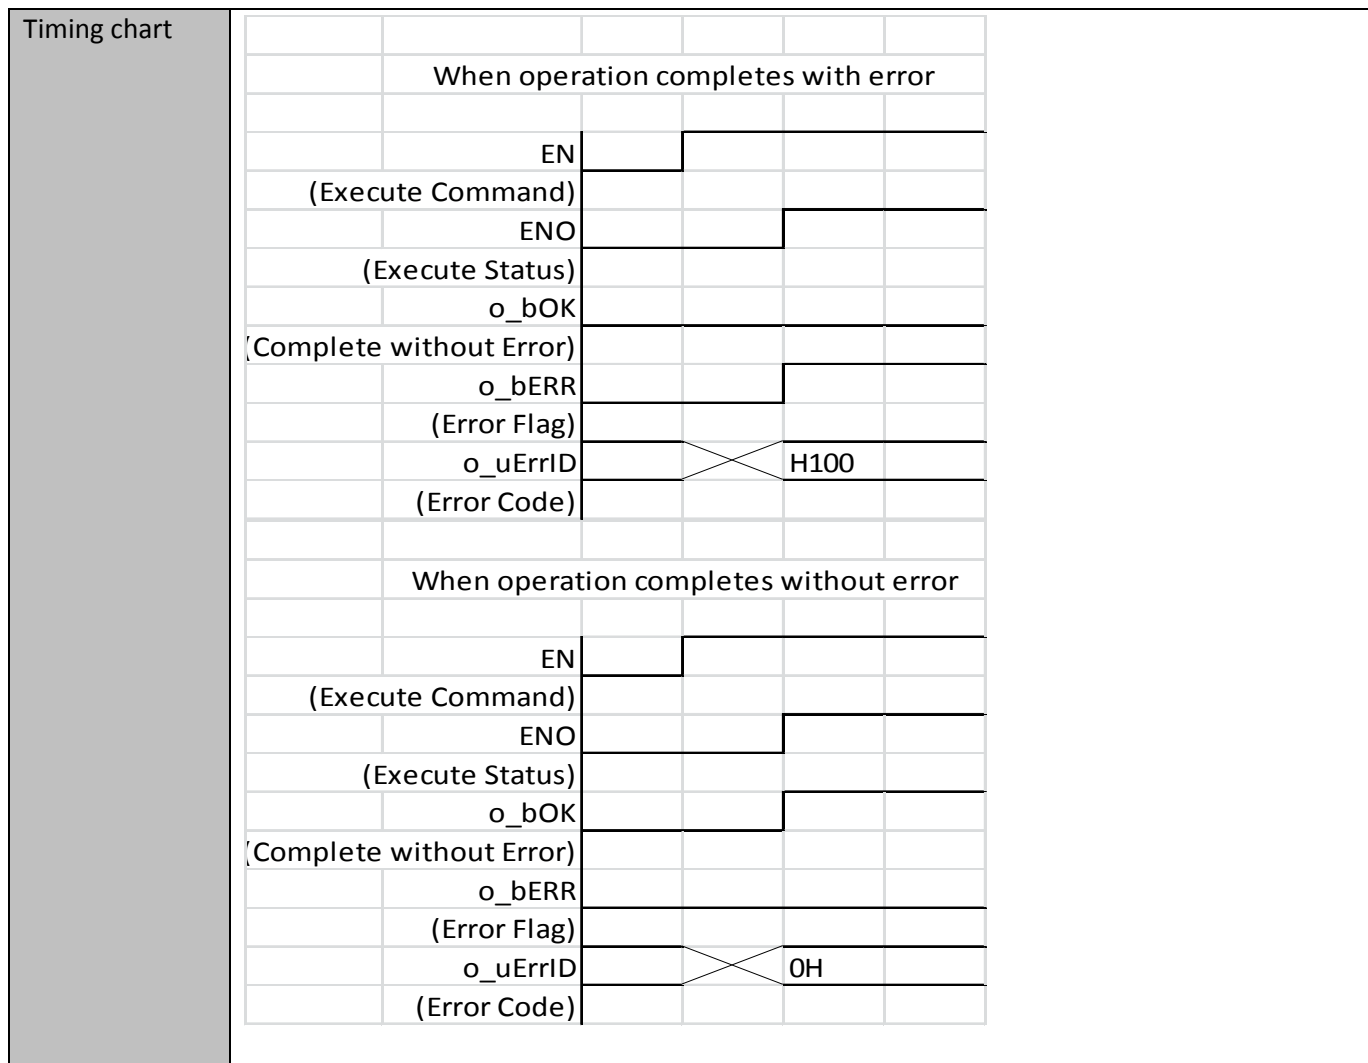 Timing chart
When operation completes with error
EN
(Execute Command)
ENO
(Execute Status)
o_bOK
(Complete without Error)
o_bERR
(Error Flag)
o_uErrID H100
(Error Code)
When operation completes without error
EN
(Execute Command)
ENO
(Execute Status)
o_bOK
(Complete without Error)
o_bERR
(Error Flag)
o_uErrID 0H
(Error Code)